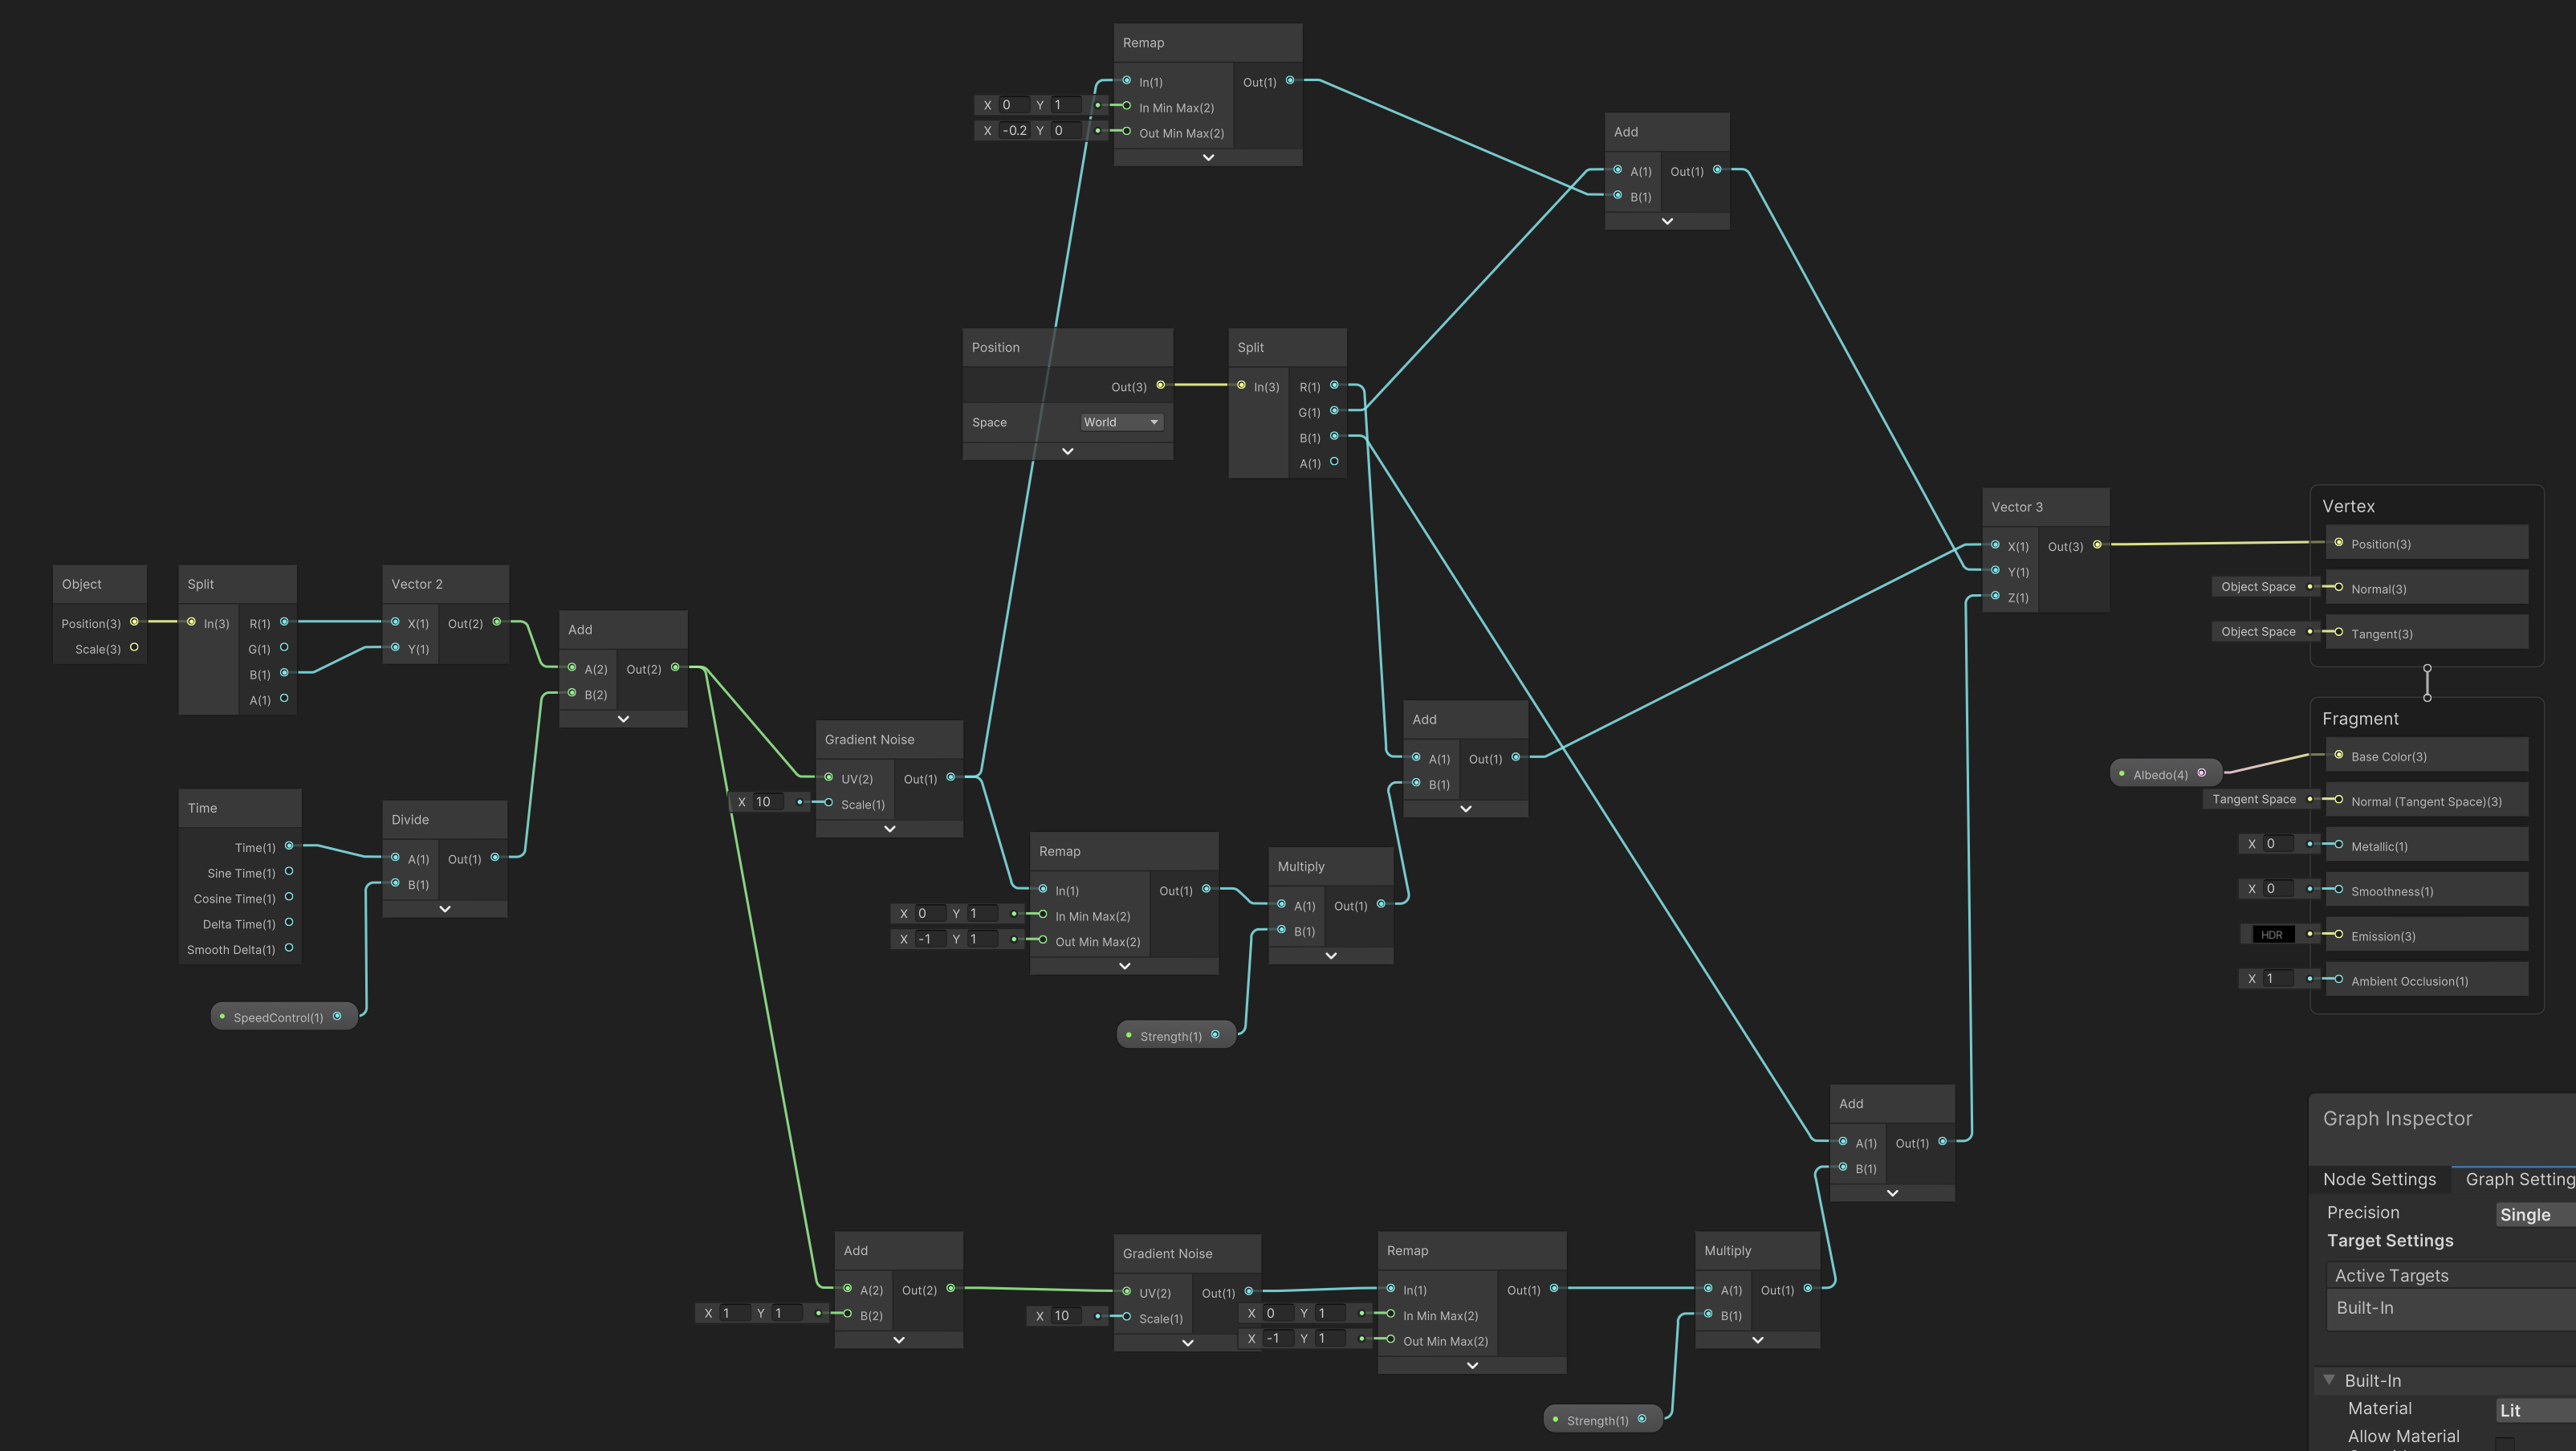 Remap
In(1) Out(1)
X 0 Y 1 In Min Max(2)
X -0.2 Y 0 Out Min Max(2)
Add
A(1) Out(1)
B(1)
Position
Out(3)
Space World
Split
In(3) R(1)
G(1)
B(1)
A(1)
Vector 3
X(1) Out(3)
Y(1)
Z(1)
Vertex
Position(3)
Object Space Normal(3)
Object Space Tangent(3)
Object
Position(3)
Scale(3)
Split
In(3) R(1)
G(1)
B(1)
A(1)
Vector 2
X(1) Out(2)
Y(1)
Add
A(2) Out(2)
B(2)
Time
Time(1)
Sine Time(1)
Cosine Time(1)
Delta Time(1)
Smooth Delta(1)
Divide
A(1) Out(1)
B(1)
SpeedControl(1)
Gradient Noise
UV(2) Out(1)
X 10 Scale(1)
Remap
In(1) Out(1)
X 0 Y 1 In Min Max(2)
X -1 Y 1 Out Min Max(2)
Multiply
A(1) Out(1)
B(1)
Strength(1)
Add
A(1) Out(1)
B(1)
Fragment
Albedo(4) Base Color(3)
Tangent Space Normal (Tangent Space)(3)
X 0 Metallic(1)
X 0 Smoothness(1)
HDR Emission(3)
X 1 Ambient Occlusion(1)
Add
A(1) Out(1)
B(1)
Add
A(2) Out(2)
X 1 Y 1 B(2)
Gradient Noise
UV(2) Out(1)
X 10 Scale(1)
Remap
In(1) Out(1)
X 0 Y 1 In Min Max(2)
X -1 Y 1 Out Min Max(2)
Multiply
A(1) Out(1)
B(1)
Strength(1)
Graph Inspector
Node Settings Graph Setting
Precision Single
Target Settings
Active Targets
Built-In
Built-In
Material Lit
Allow Material